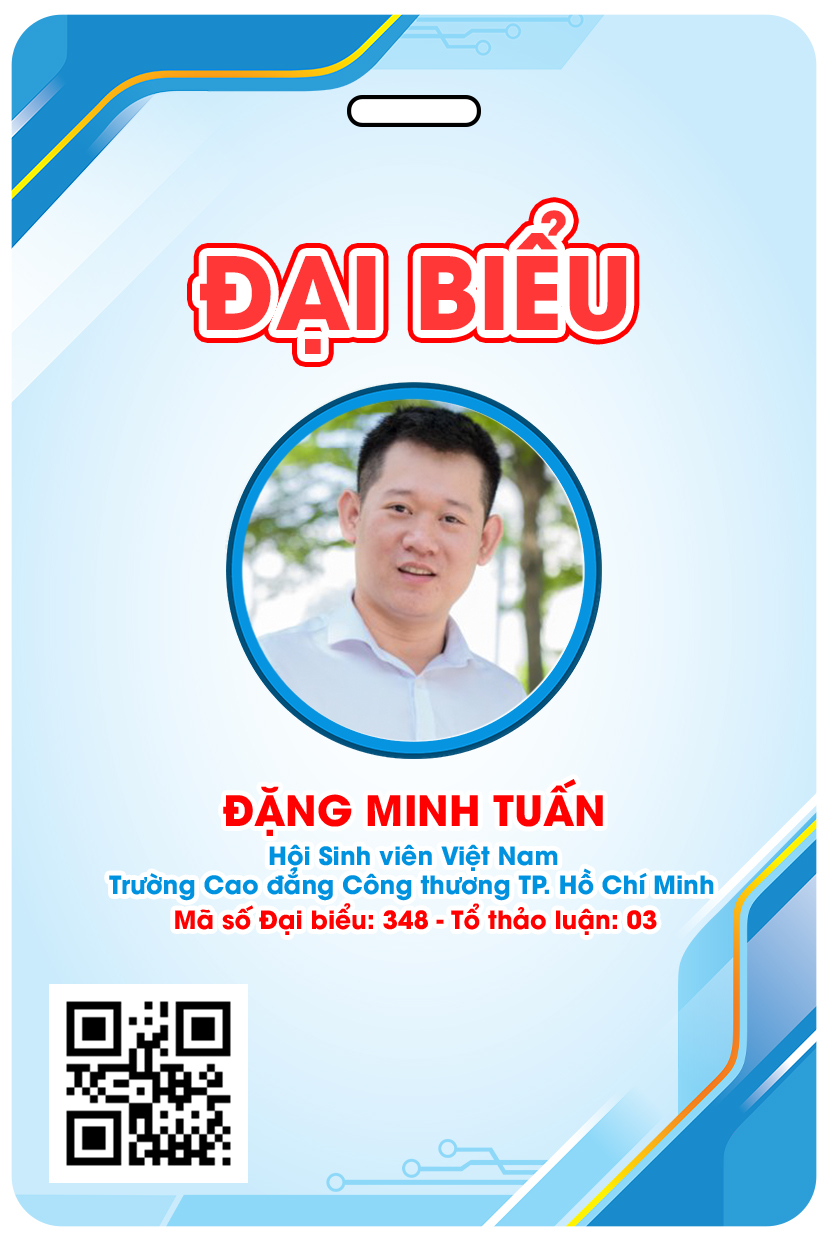 ĐẠI BIỂU
ĐẶNG MINH TUẤN
Hội Sinh viên Việt Nam
Trường Cao đẳng Công thương TP. Hồ Chí Minh
Mã số Đại biểu: 348 - Tổ thảo luận: 03